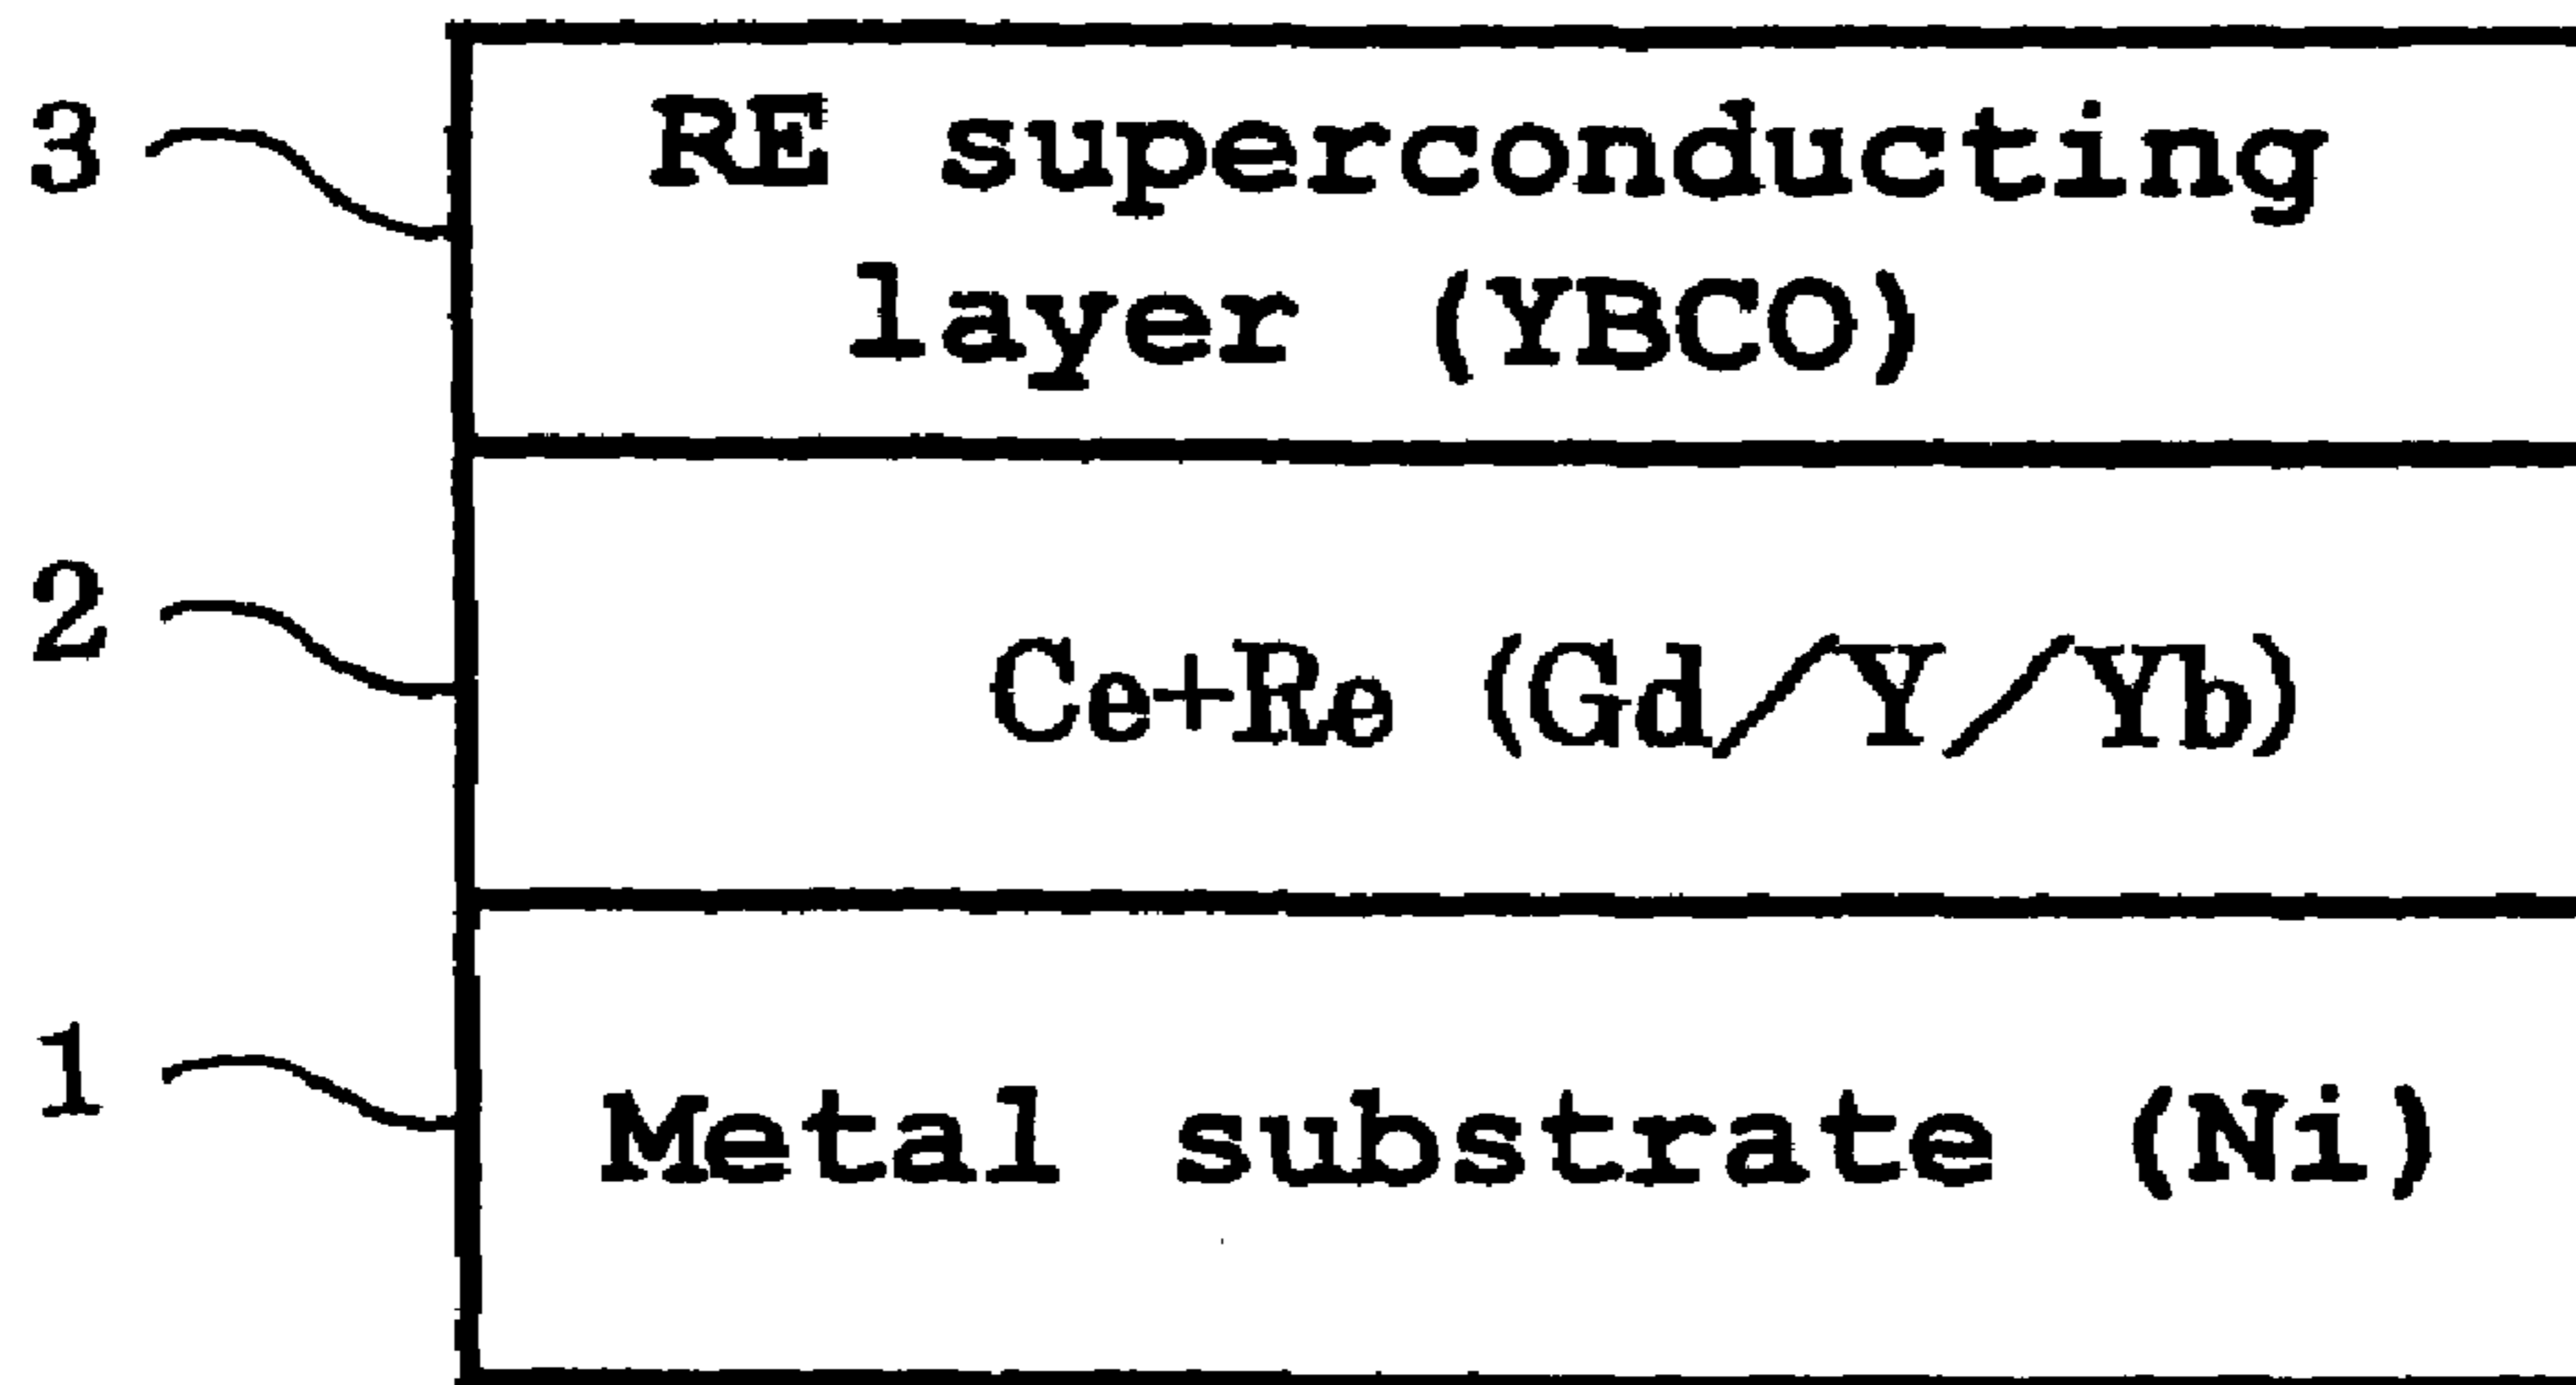 3
RE superconducting
layer (YBCO)
2
Ce+Re (Gd/Y/Yb)
1
Metal substrate (Ni)